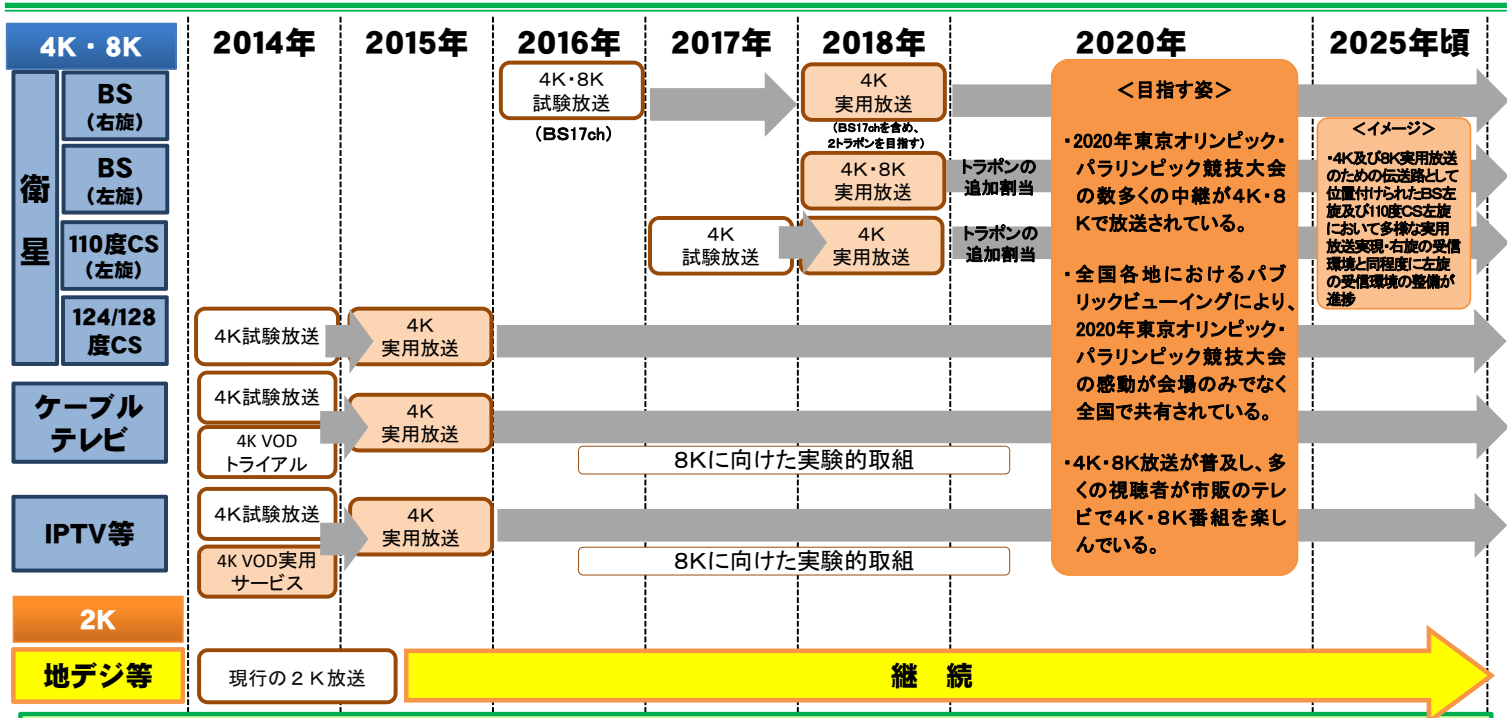 4K・8K
2014年
2015年
2016年
2017年
2018年
2020年
2025年頃
衛星
BS
（右旋）
4K・8K
試験放送
（BS17ch）
4K
実用放送
（BS17chを含め、
2トラポンを目指す）
BS
（左旋）
4K・8K
実用放送
トラポンの
追加割当
110度CS
（左旋）
4K
試験放送
4K
実用放送
トラポンの
追加割当
124/128
度CS
4K試験放送
4K
実用放送
ケーブル
テレビ
4K試験放送
4K VOD
トライアル
4K
実用放送
8Kに向けた実験的取組
IPTV等
4K試験放送
4K VOD実用
サービス
4K
実用放送
8Kに向けた実験的取組
＜目指す姿＞
・2020年東京オリンピック・
パラリンピック競技大会
の数多くの中継が4K・8
Kで放送されている。
・全国各地におけるパブ
リックビューイングにより、
2020年東京オリンピック・
パラリンピック競技大会
の感動が会場のみでなく
全国で共有されている。
・4K・8K放送が普及し、多
くの視聴者が市販のテレ
ビで4K・8K番組を楽し
んでいる。
＜イメージ＞
・4K及び8K実用放送
のための伝送路として
位置付けられたBS左
旋及び110度CS左旋
において多様な実用
放送実現・右旋の受信
環境と同程度に左旋
の受信環境の整備が
進捗
2K
地デジ等
現行の２Ｋ放送
継 続